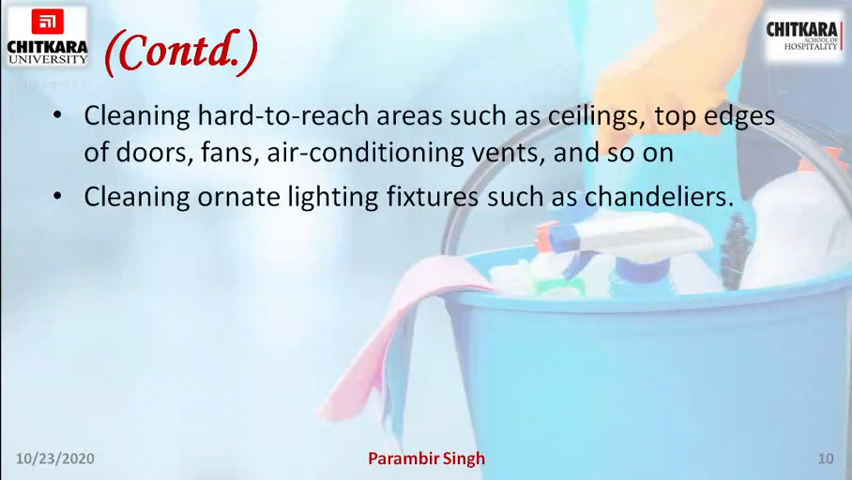 CHITKARA
UNIVERSITY
(Contd.)
CHITKARA
SCHOOL OF
HOSPITALITY
• Cleaning hard-to-reach areas such as ceilings, top edges
of doors, fans, air-conditioning vents, and so on
• Cleaning ornate lighting fixtures such as chandeliers.
10/23/2020
Parambir Singh
10